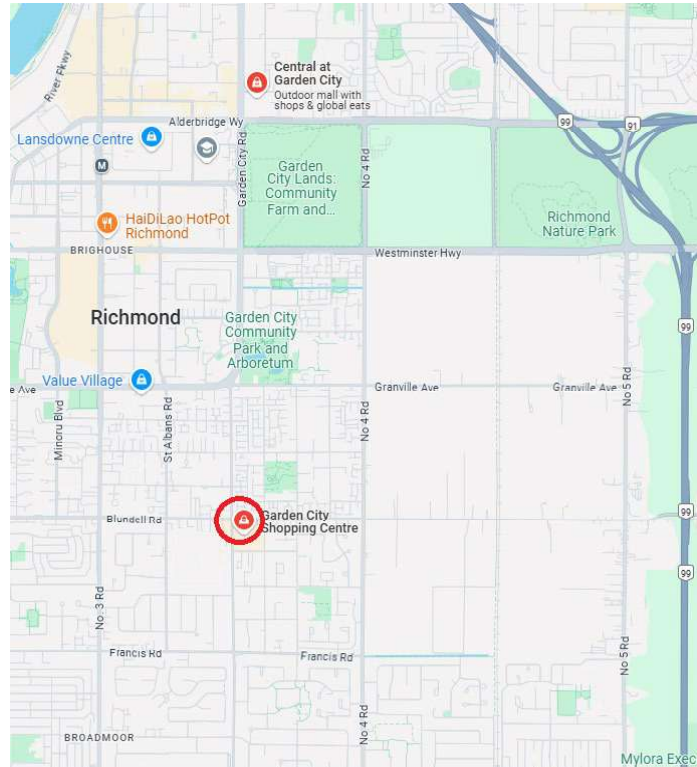 River Pkwy
Central at
Garden City
Outdoor mall with
shops & global eats
Alderbridge Wy
Lansdowne Centre
99
91
M
Garden City Rd
No 4 Rd
Garden
City Lands:
Community
Farm and...
HaiDiLao HotPot
Richmond
Richmond
Nature Park
BRIGHOUSE
Westminster Hwy
Richmond
Garden City
Community
Park and
Arboretum
99
Value Village
e Ave
Granville Ave
Granville Ave
No 5 Rd
Minoru Blvd
St Albans Rd
No 4 Rd
Blundell Rd
Garden City
Shopping Centre
99
99
No. 3 Rd
Francis Rd
Francis Rd
No 5 Rd
No 4 Rd
BROADMOOR
Mylora Exec